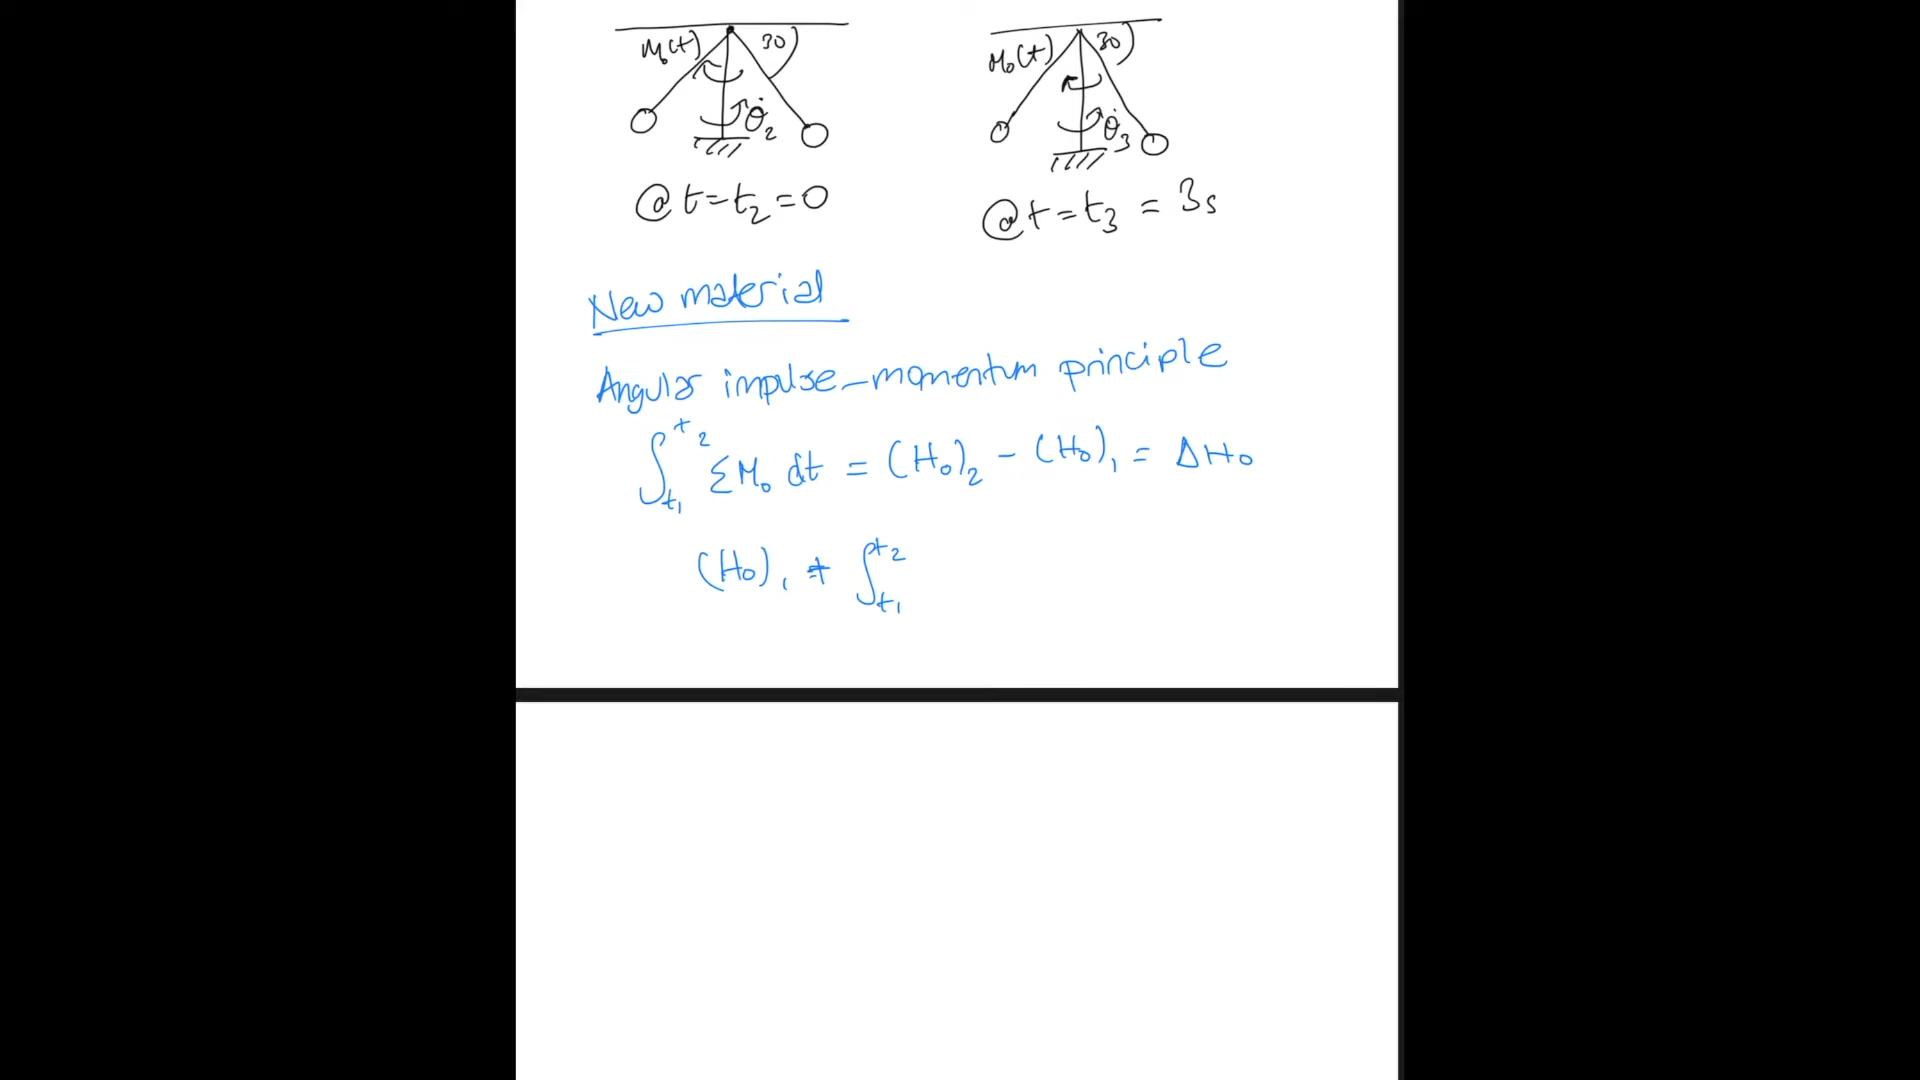 M₀(t) 30 M₀(t) 30
θ̇₂ θ̇₃
@ t=t₂=0 @ t=t₃ = 3s
New material
Angular impulse-momentum principle
∫_{t₁}^{t₂} ΣM₀ dt = (H₀)₂ - (H₀)₁ = ΔH₀
(H₀)₁ + ∫_{t₁}^{t₂}